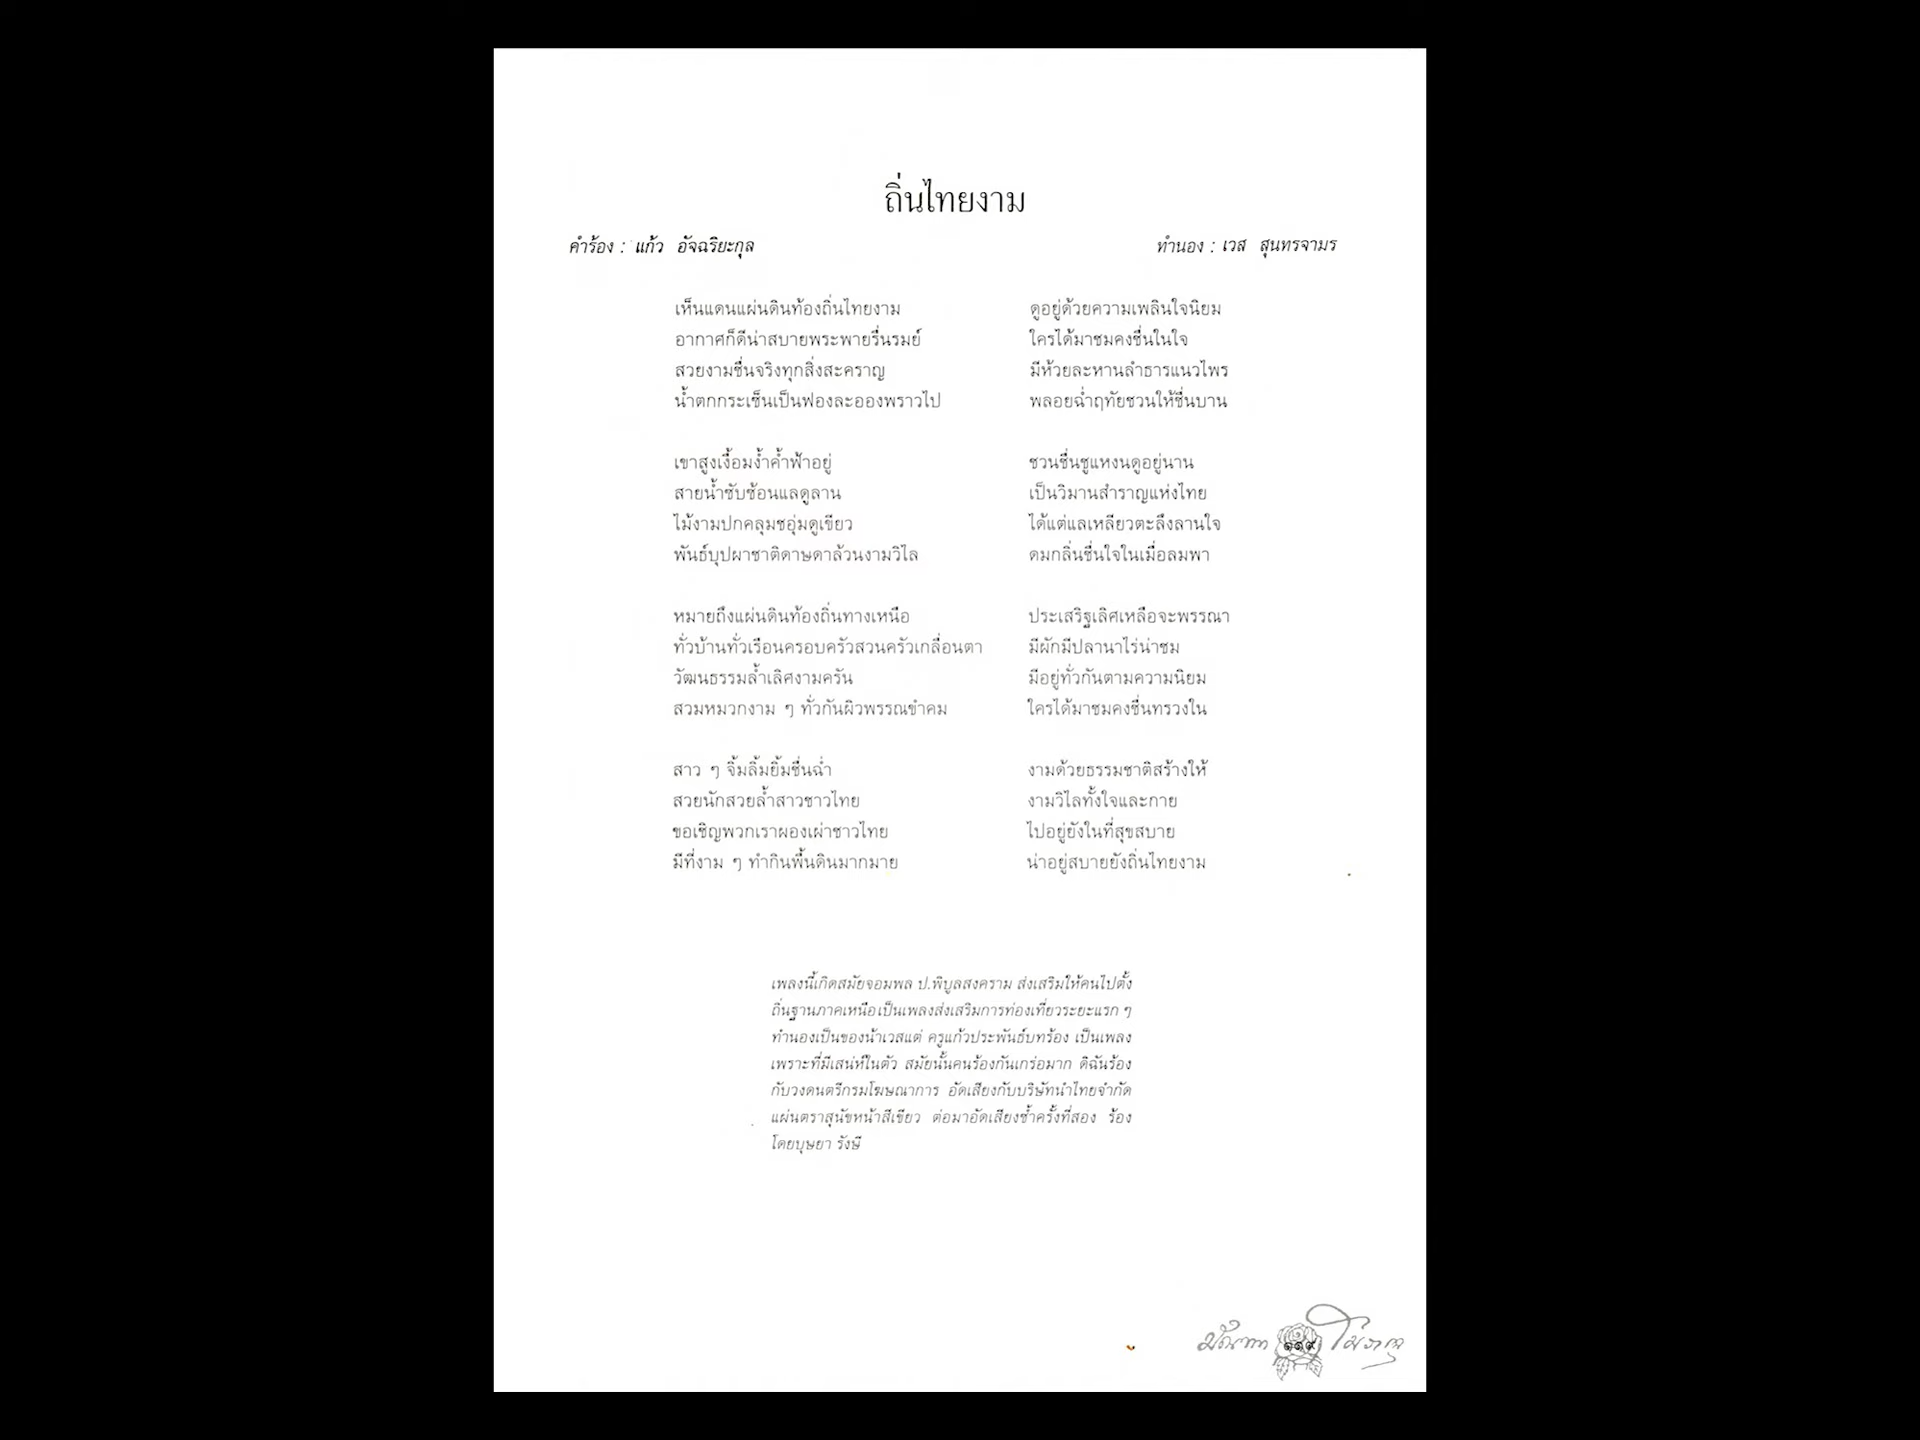 ถิ่นไทยงาม
คำร้อง : แก้ว อัจฉริยะกุล ทำนอง : เวส สุนทรจามร
เห็นแดนแผ่นดินท้องถิ่นไทยงาม ดูอยู่ด้วยความเพลินใจนิยม
อากาศก็ดีน่าสบายพระพายรื่นรมย์ ใครได้มาชมคงชื่นในใจ
สวยงามชื่นจริงทุกสิ่งสะคราญ มีห้วยละหานลำธารแนวไพร
น้ำตกกระเซ็นเป็นฟองละอองพราวไป พลอยฉ่ำฤทัยชวนให้ชื่นบาน
เขาสูงเงื้อมง้ำค้ำฟ้าอยู่ ชวนชื่นชูแหงนดูอยู่นาน
สายน้ำซับซ้อนแลดูลาน เป็นวิมานสำราญแห่งไทย
ไม้งามปกคลุมชอุ่มดูเขียว ได้แต่แลเหลียวตะลึงลานใจ
พันธ์บุปผาชาติดาษดาล้วนงามวิไล ดมกลิ่นชื่นใจในเมื่อลมพา
หมายถึงแผ่นดินท้องถิ่นทางเหนือ ประเสริฐเลิศเหลือจะพรรณา
ทั่วบ้านทั่วเรือนครอบครัวสวนครัวเกลื่อนตา มีผักมีปลานาไร่น่าชม
วัฒนธรรมล้ำเลิศงามครัน มีอยู่ทั่วกันตามความนิยม
สวมหมวกงาม ๆ ทั่วกันผิวพรรณขำคม ใครได้มาชมคงชื่นทรวงใน
สาว ๆ จิ้มลิ้มยิ้มชื่นฉ่ำ งามด้วยธรรมชาติสร้างให้
สวยนักสวยล้ำสาวชาวไทย งามวิไลทั้งใจและกาย
ขอเชิญพวกเราผองเผ่าชาวไทย ไปอยู่ยังในที่สุขสบาย
มีที่งาม ๆ ทำกินพื้นดินมากมาย น่าอยู่สบายยังถิ่นไทยงาม
เพลงนี้เกิดสมัยจอมพล ป.พิบูลสงคราม ส่งเสริมให้คนไปตั้ง
ถิ่นฐานภาคเหนือเป็นเพลงส่งเสริมการท่องเที่ยวระยะแรก ๆ
ทำนองเป็นของน้าเวสแต่ ครูแก้วประพันธ์บทร้อง เป็นเพลง
เพราะที่มีเสน่ห์ในตัว สมัยนั้นคนร้องกันเกร่อมาก ดิฉันร้อง
กับวงดนตรีกรมโฆษณาการ อัดเสียงกับบริษัทนำไทยจำกัด
แผ่นตราสุนัขหน้าสีเขียว ต่อมาอัดเสียงซ้ำครั้งที่สอง ร้อง
โดยบุษยา รังษี
มัณฑนา ๑๑๙ โมรากุล